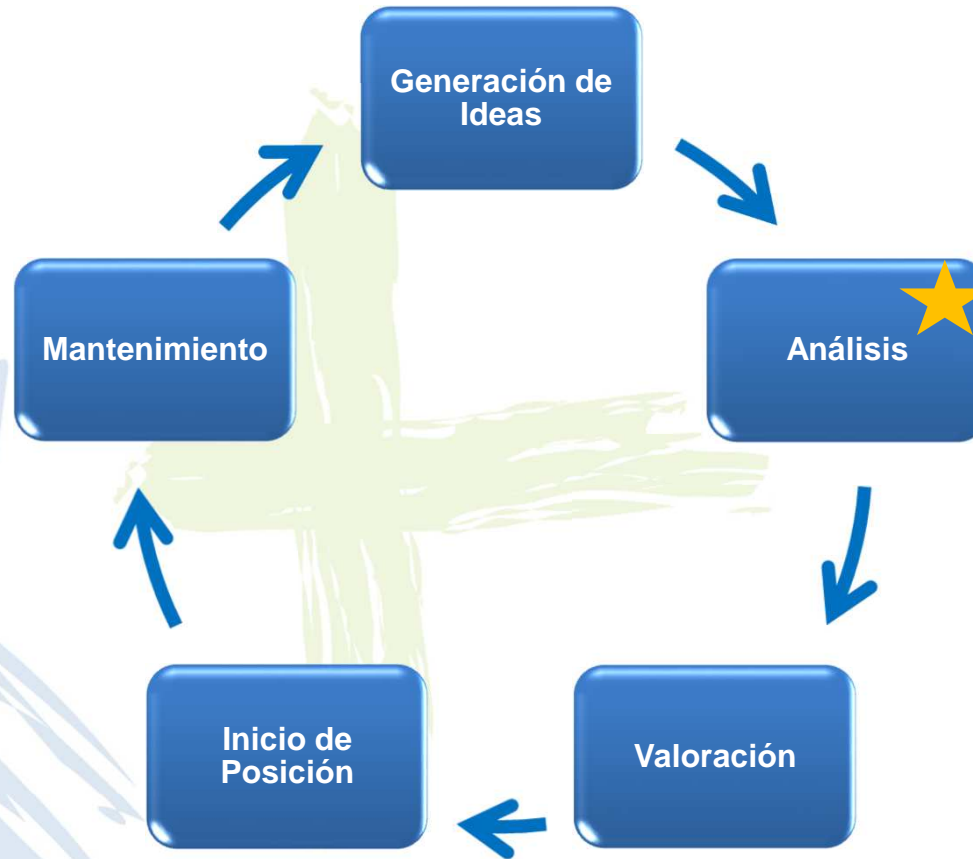 Generación de
Ideas
Análisis
Valoración
Inicio de
Posición
Mantenimiento